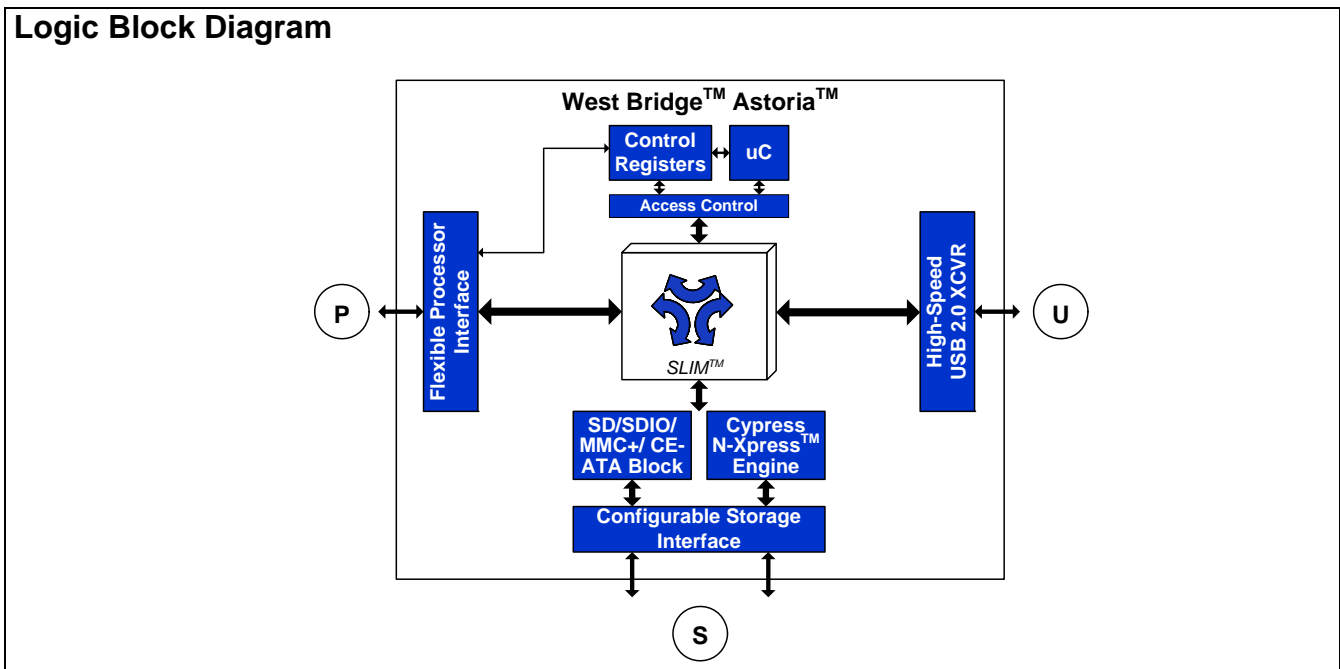 Logic Block Diagram
West Bridge™ Astoria™
Control
Registers
uC
Access Control
Flexible Processor
Interface
P
SLIM™
High-Speed
USB 2.0 XCVR
U
SD/SDIO/
MMC+/ CE-
ATA Block
Cypress
N-Xpress™
Engine
Configurable Storage
Interface
S